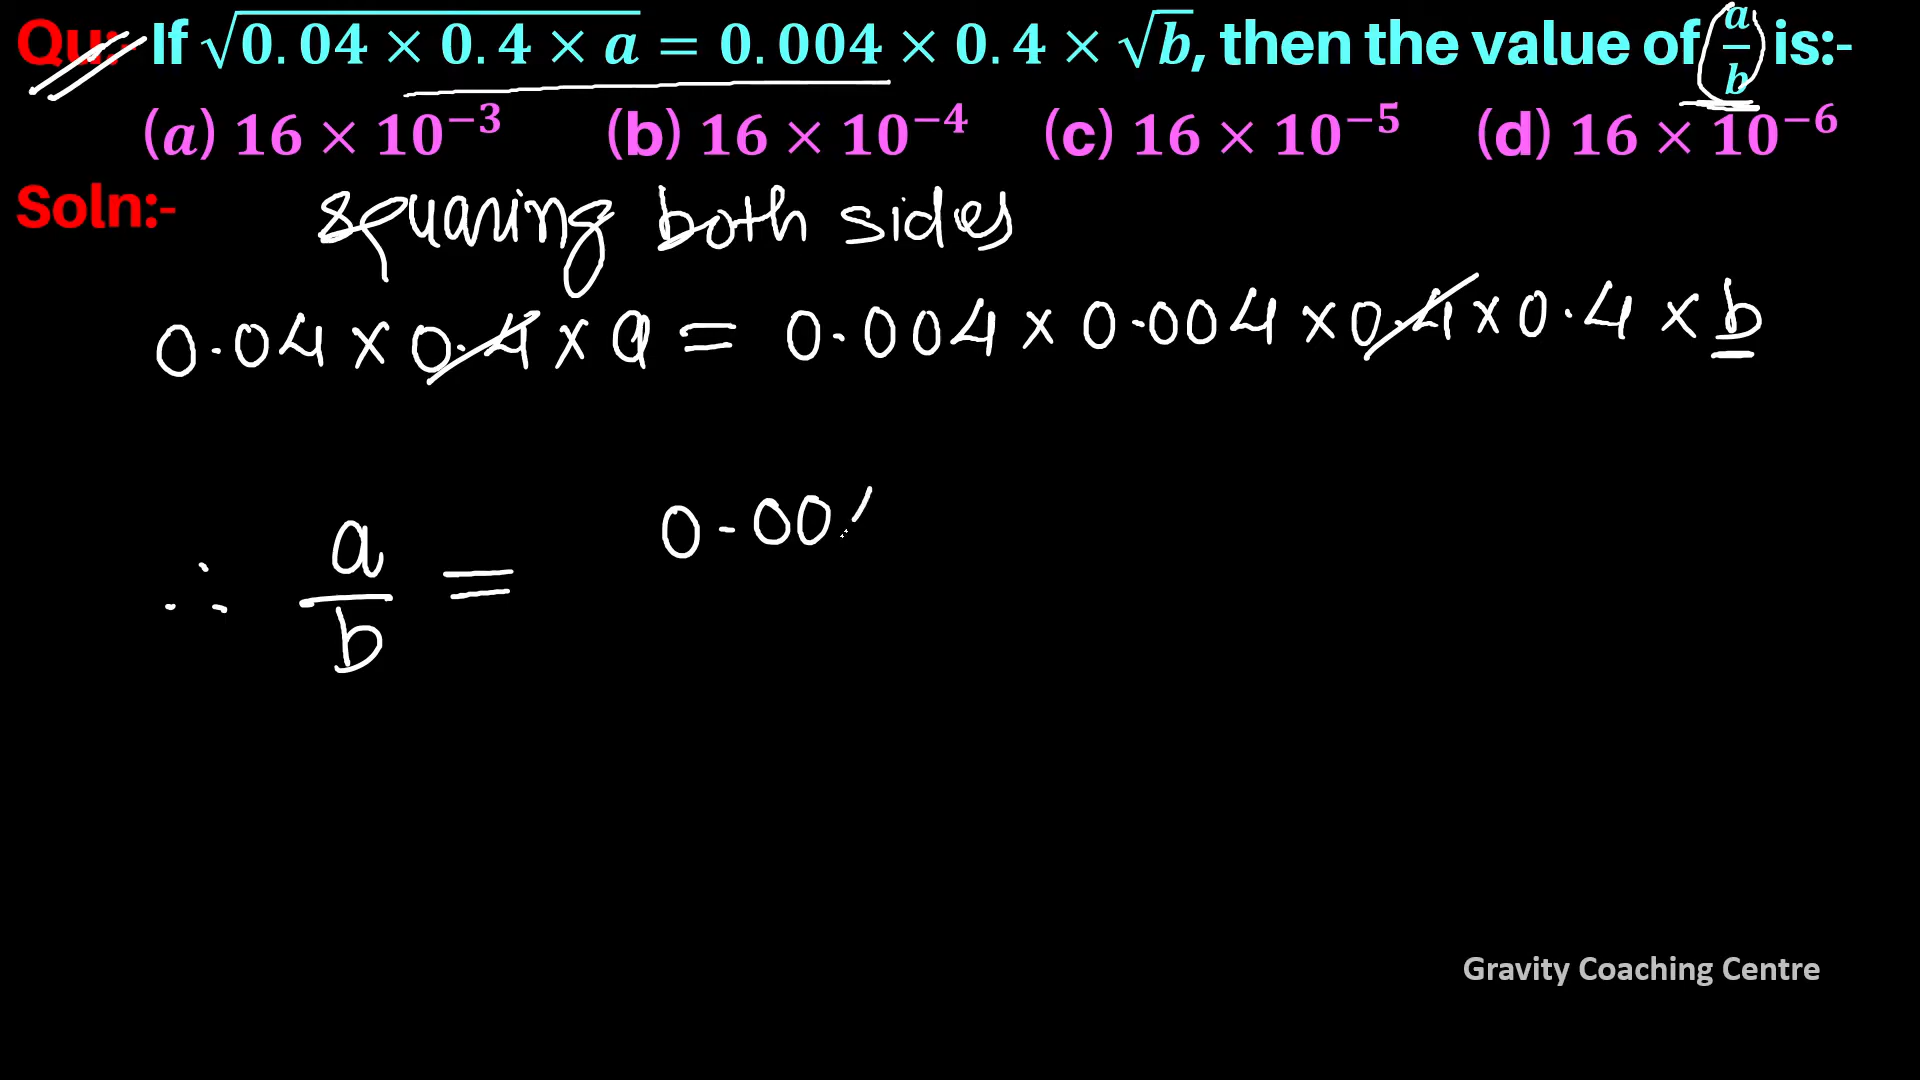 Qu:- If √0.04 × 0.4 × a = 0.004 × 0.4 × √b, then the value of a/b is:-
(a) 16 × 10⁻³ (b) 16 × 10⁻⁴ (c) 16 × 10⁻⁵ (d) 16 × 10⁻⁶
Soln:- squaring both sides
0.04 × 0.4 × a = 0.004 × 0.004 × 0.4 × 0.4 × b
∴ a/b = 0.00
Gravity Coaching Centre